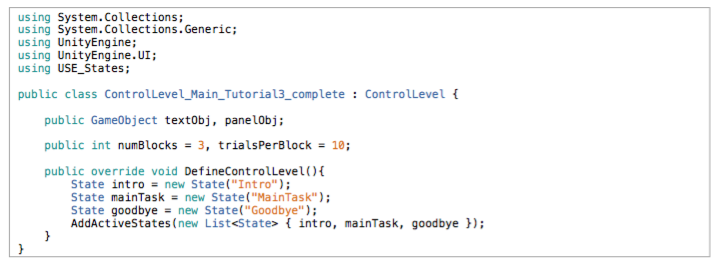 using System.Collections;
using System.Collections.Generic;
using UnityEngine;
using UnityEngine.UI;
using USE_States;

public class ControlLevel_Main_Tutorial3_complete : ControlLevel {

    public GameObject textObj, panelObj;

    public int numBlocks = 3, trialsPerBlock = 10;

    public override void DefineControlLevel(){
        State intro = new State("Intro");
        State mainTask = new State("MainTask");
        State goodbye = new State("Goodbye");
        AddActiveStates(new List<State> { intro, mainTask, goodbye });
    }
}